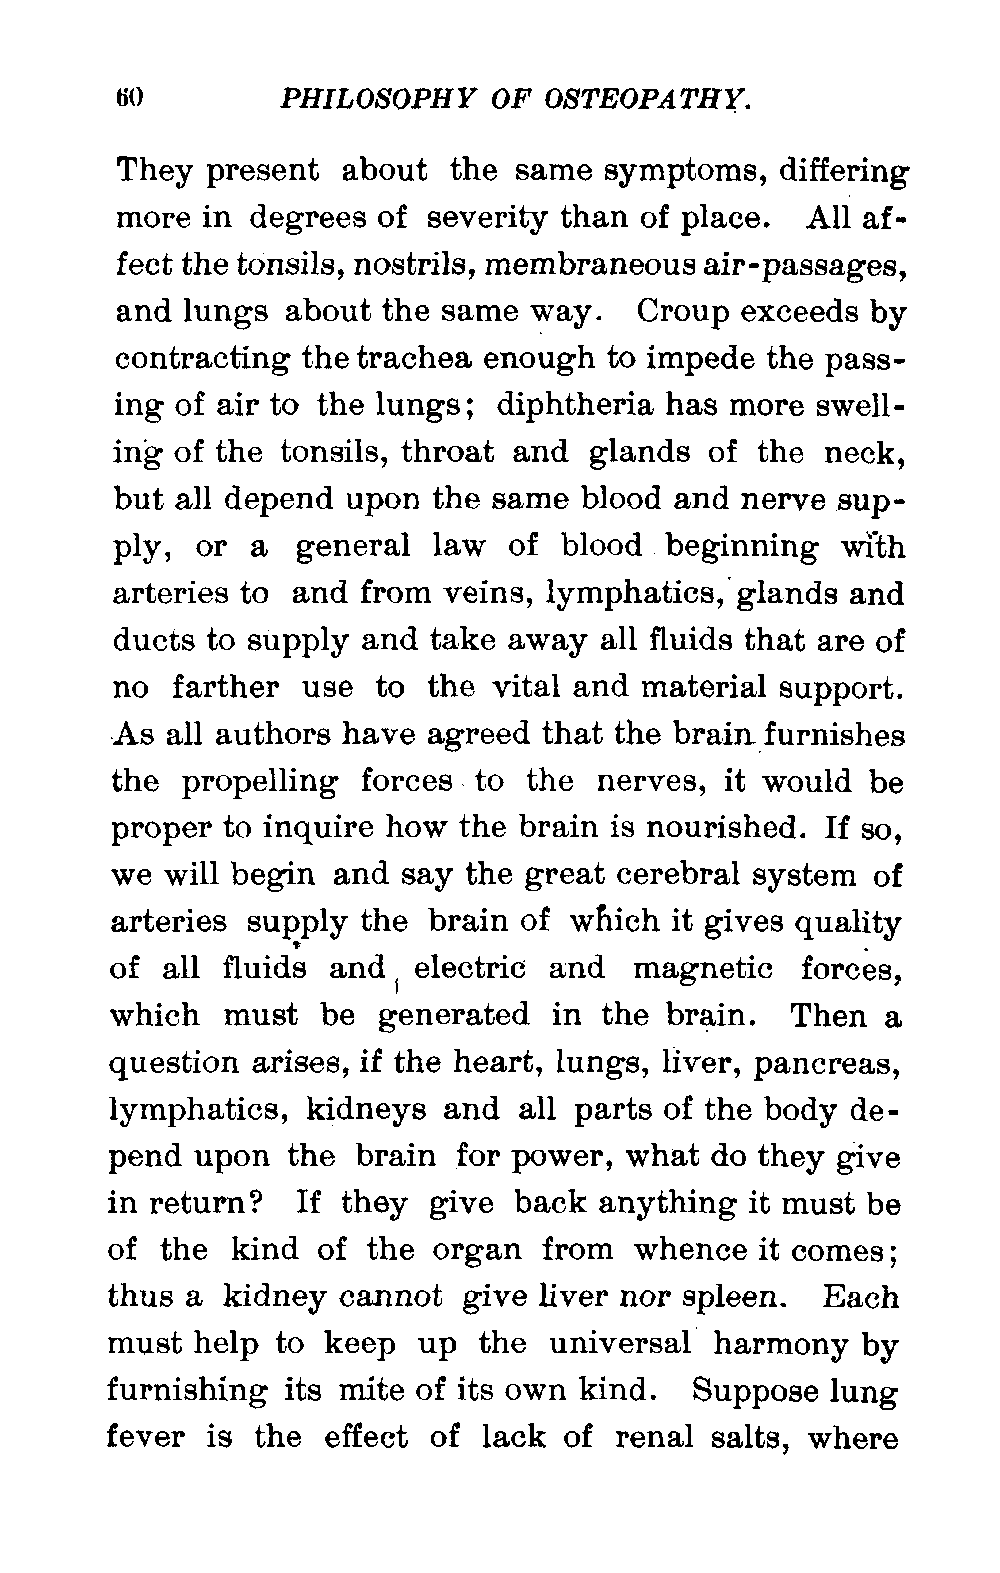 60 PHILOSOPHY OF OSTEOPATHY.
They present about the same symptoms, differing
more in degrees of severity than of place. All af-
fect the tonsils, nostrils, membraneous air-passages,
and lungs about the same way. Croup exceeds by
contracting the trachea enough to impede the pass-
ing of air to the lungs; diphtheria has more swell-
ing of the tonsils, throat and glands of the neck,
but all depend upon the same blood and nerve sup-
ply, or a general law of blood beginning with
arteries to and from veins, lymphatics, glands and
ducts to supply and take away all fluids that are of
no farther use to the vital and material support.
As all authors have agreed that the brain furnishes
the propelling forces to the nerves, it would be
proper to inquire how the brain is nourished. If so,
we will begin and say the great cerebral system of
arteries supply the brain of which it gives quality
of all fluids and electric and magnetic forces,
which must be generated in the brain. Then a
question arises, if the heart, lungs, liver, pancreas,
lymphatics, kidneys and all parts of the body de-
pend upon the brain for power, what do they give
in return? If they give back anything it must be
of the kind of the organ from whence it comes;
thus a kidney cannot give liver nor spleen. Each
must help to keep up the universal harmony by
furnishing its mite of its own kind. Suppose lung
fever is the effect of lack of renal salts, where